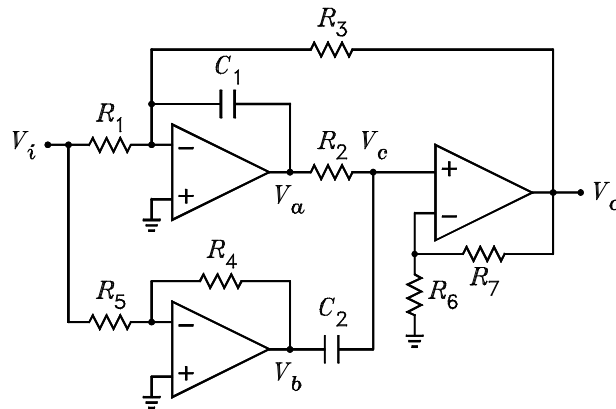 R3
C1
Vi
R1
R2
Vc
−
+
+
−
Vo
Va
R4
R7
R5
R6
−
+
C2
Vb